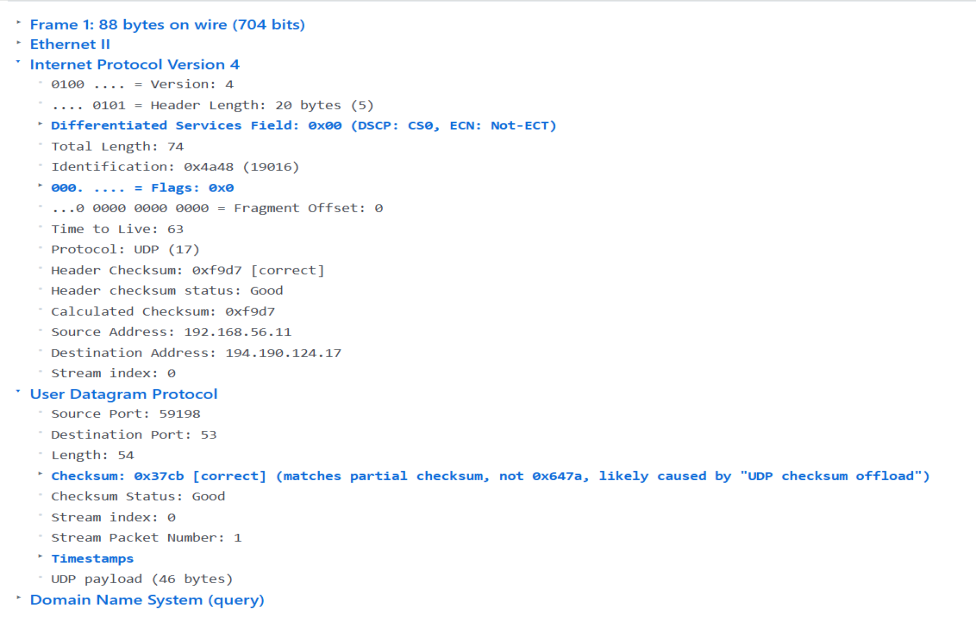 Frame 1: 88 bytes on wire (704 bits)
Ethernet II
Internet Protocol Version 4
0100 .... = Version: 4
.... 0101 = Header Length: 20 bytes (5)
Differentiated Services Field: 0x00 (DSCP: CS0, ECN: Not-ECT)
Total Length: 74
Identification: 0x4a48 (19016)
000. .... = Flags: 0x0
...0 0000 0000 0000 = Fragment Offset: 0
Time to Live: 63
Protocol: UDP (17)
Header Checksum: 0xf9d7 [correct]
Header checksum status: Good
Calculated Checksum: 0xf9d7
Source Address: 192.168.56.11
Destination Address: 194.190.124.17
Stream index: 0
User Datagram Protocol
Source Port: 59198
Destination Port: 53
Length: 54
Checksum: 0x37cb [correct] (matches partial checksum, not 0x647a, likely caused by "UDP checksum offload")
Checksum Status: Good
Stream index: 0
Stream Packet Number: 1
Timestamps
UDP payload (46 bytes)
Domain Name System (query)